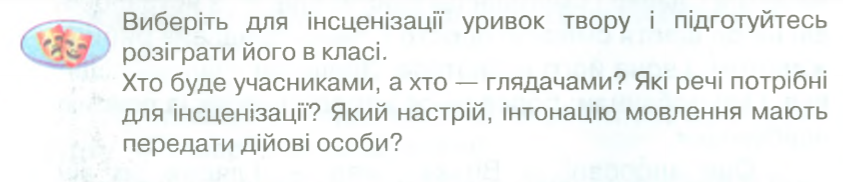 Виберіть для інсценізації уривок твору і підготуйтесь
розіграти його в класі.
Хто буде учасниками, а хто — глядачами? Які речі потрібні
для інсценізації? Який настрій, інтонацію мовлення мають
передати дійові особи?